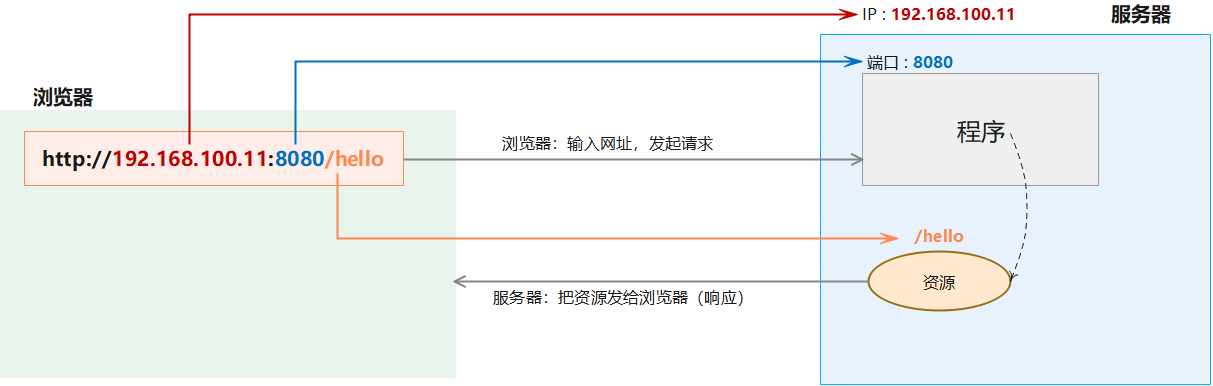 IP : 192.168.100.11
服务器
端口 : 8080
浏览器
程序
http://192.168.100.11:8080/hello
浏览器：输入网址，发起请求
/hello
资源
服务器：把资源发给浏览器（响应）